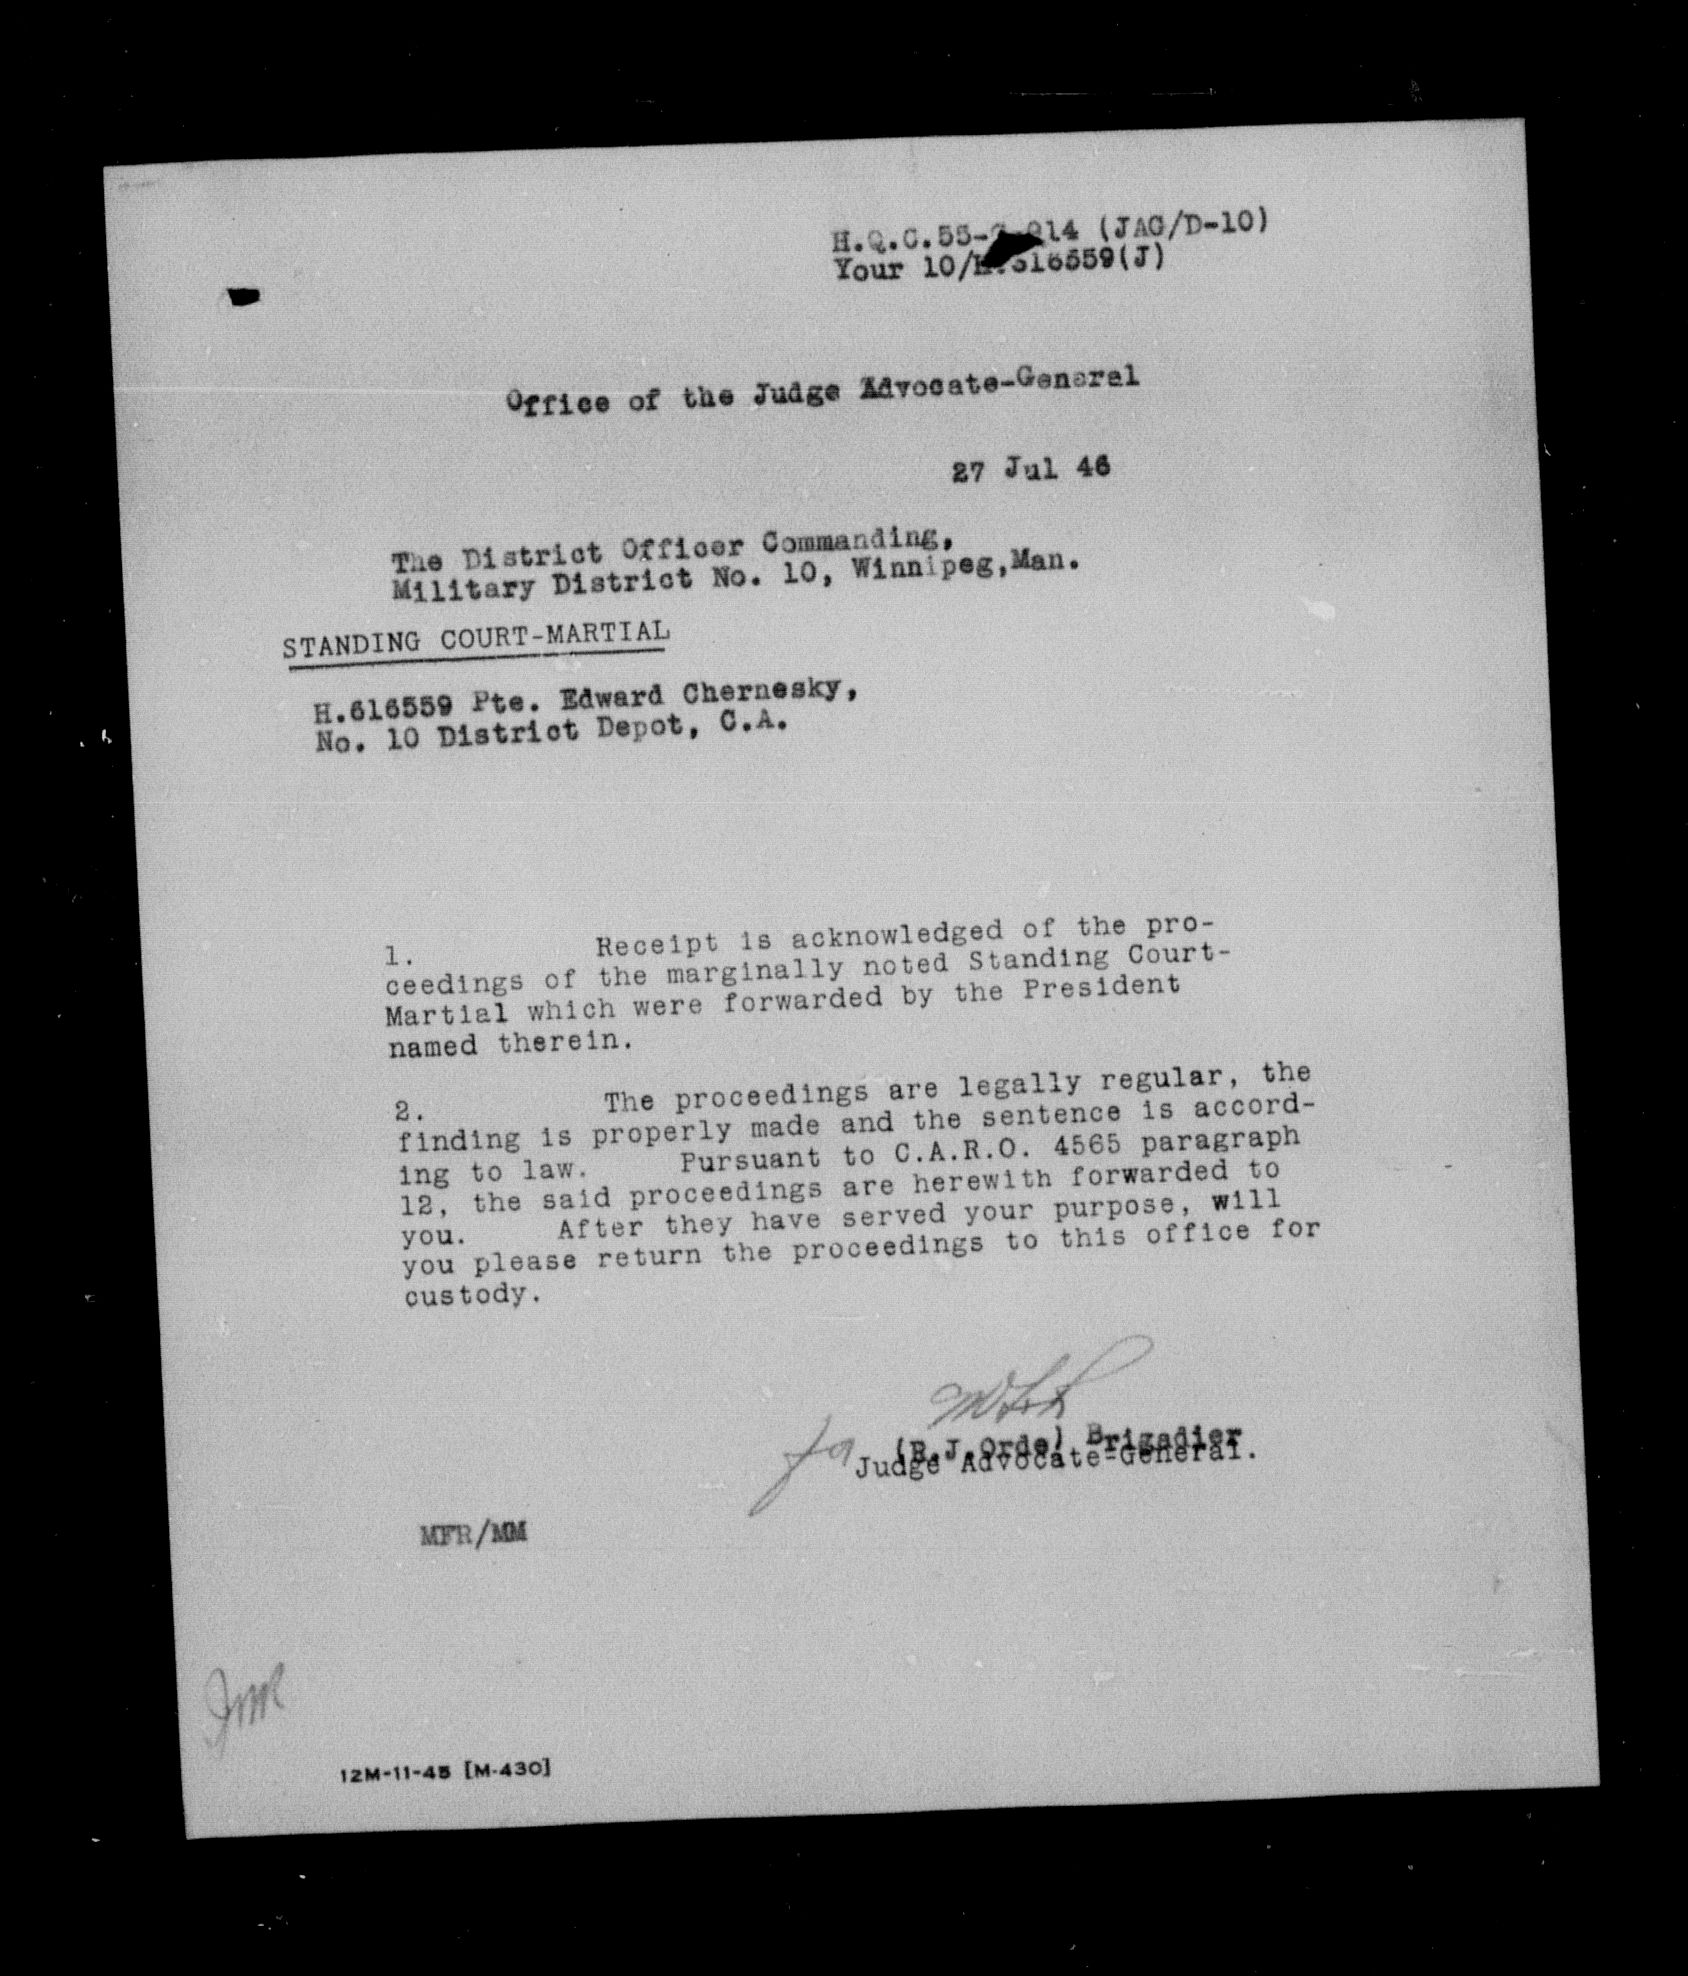 H.Q.C.55- 814 (JAG/D-10)
Your 10/H.616559(J)
Office of the Judge Advocate-General
27 Jul 46
The District Officer Commanding,
Military District No. 10, Winnipeg,Man.
STANDING COURT-MARTIAL
H.616559 Pte. Edward Chernesky,
No. 10 District Depot, C.A.
1. Receipt is acknowledged of the pro-
ceedings of the marginally noted Standing Court-
Martial which were forwarded by the President
named therein.
2. The proceedings are legally regular, the
finding is properly made and the sentence is accord-
ing to law. Pursuant to C.A.R.O. 4565 paragraph
12, the said proceedings are herewith forwarded to
you. After they have served your purpose, will
you please return the proceedings to this office for
custody.
(R.J.Orde) Brigadier
Judge Advocate-General.
MFR/MM
12M-11-45 [M-430]